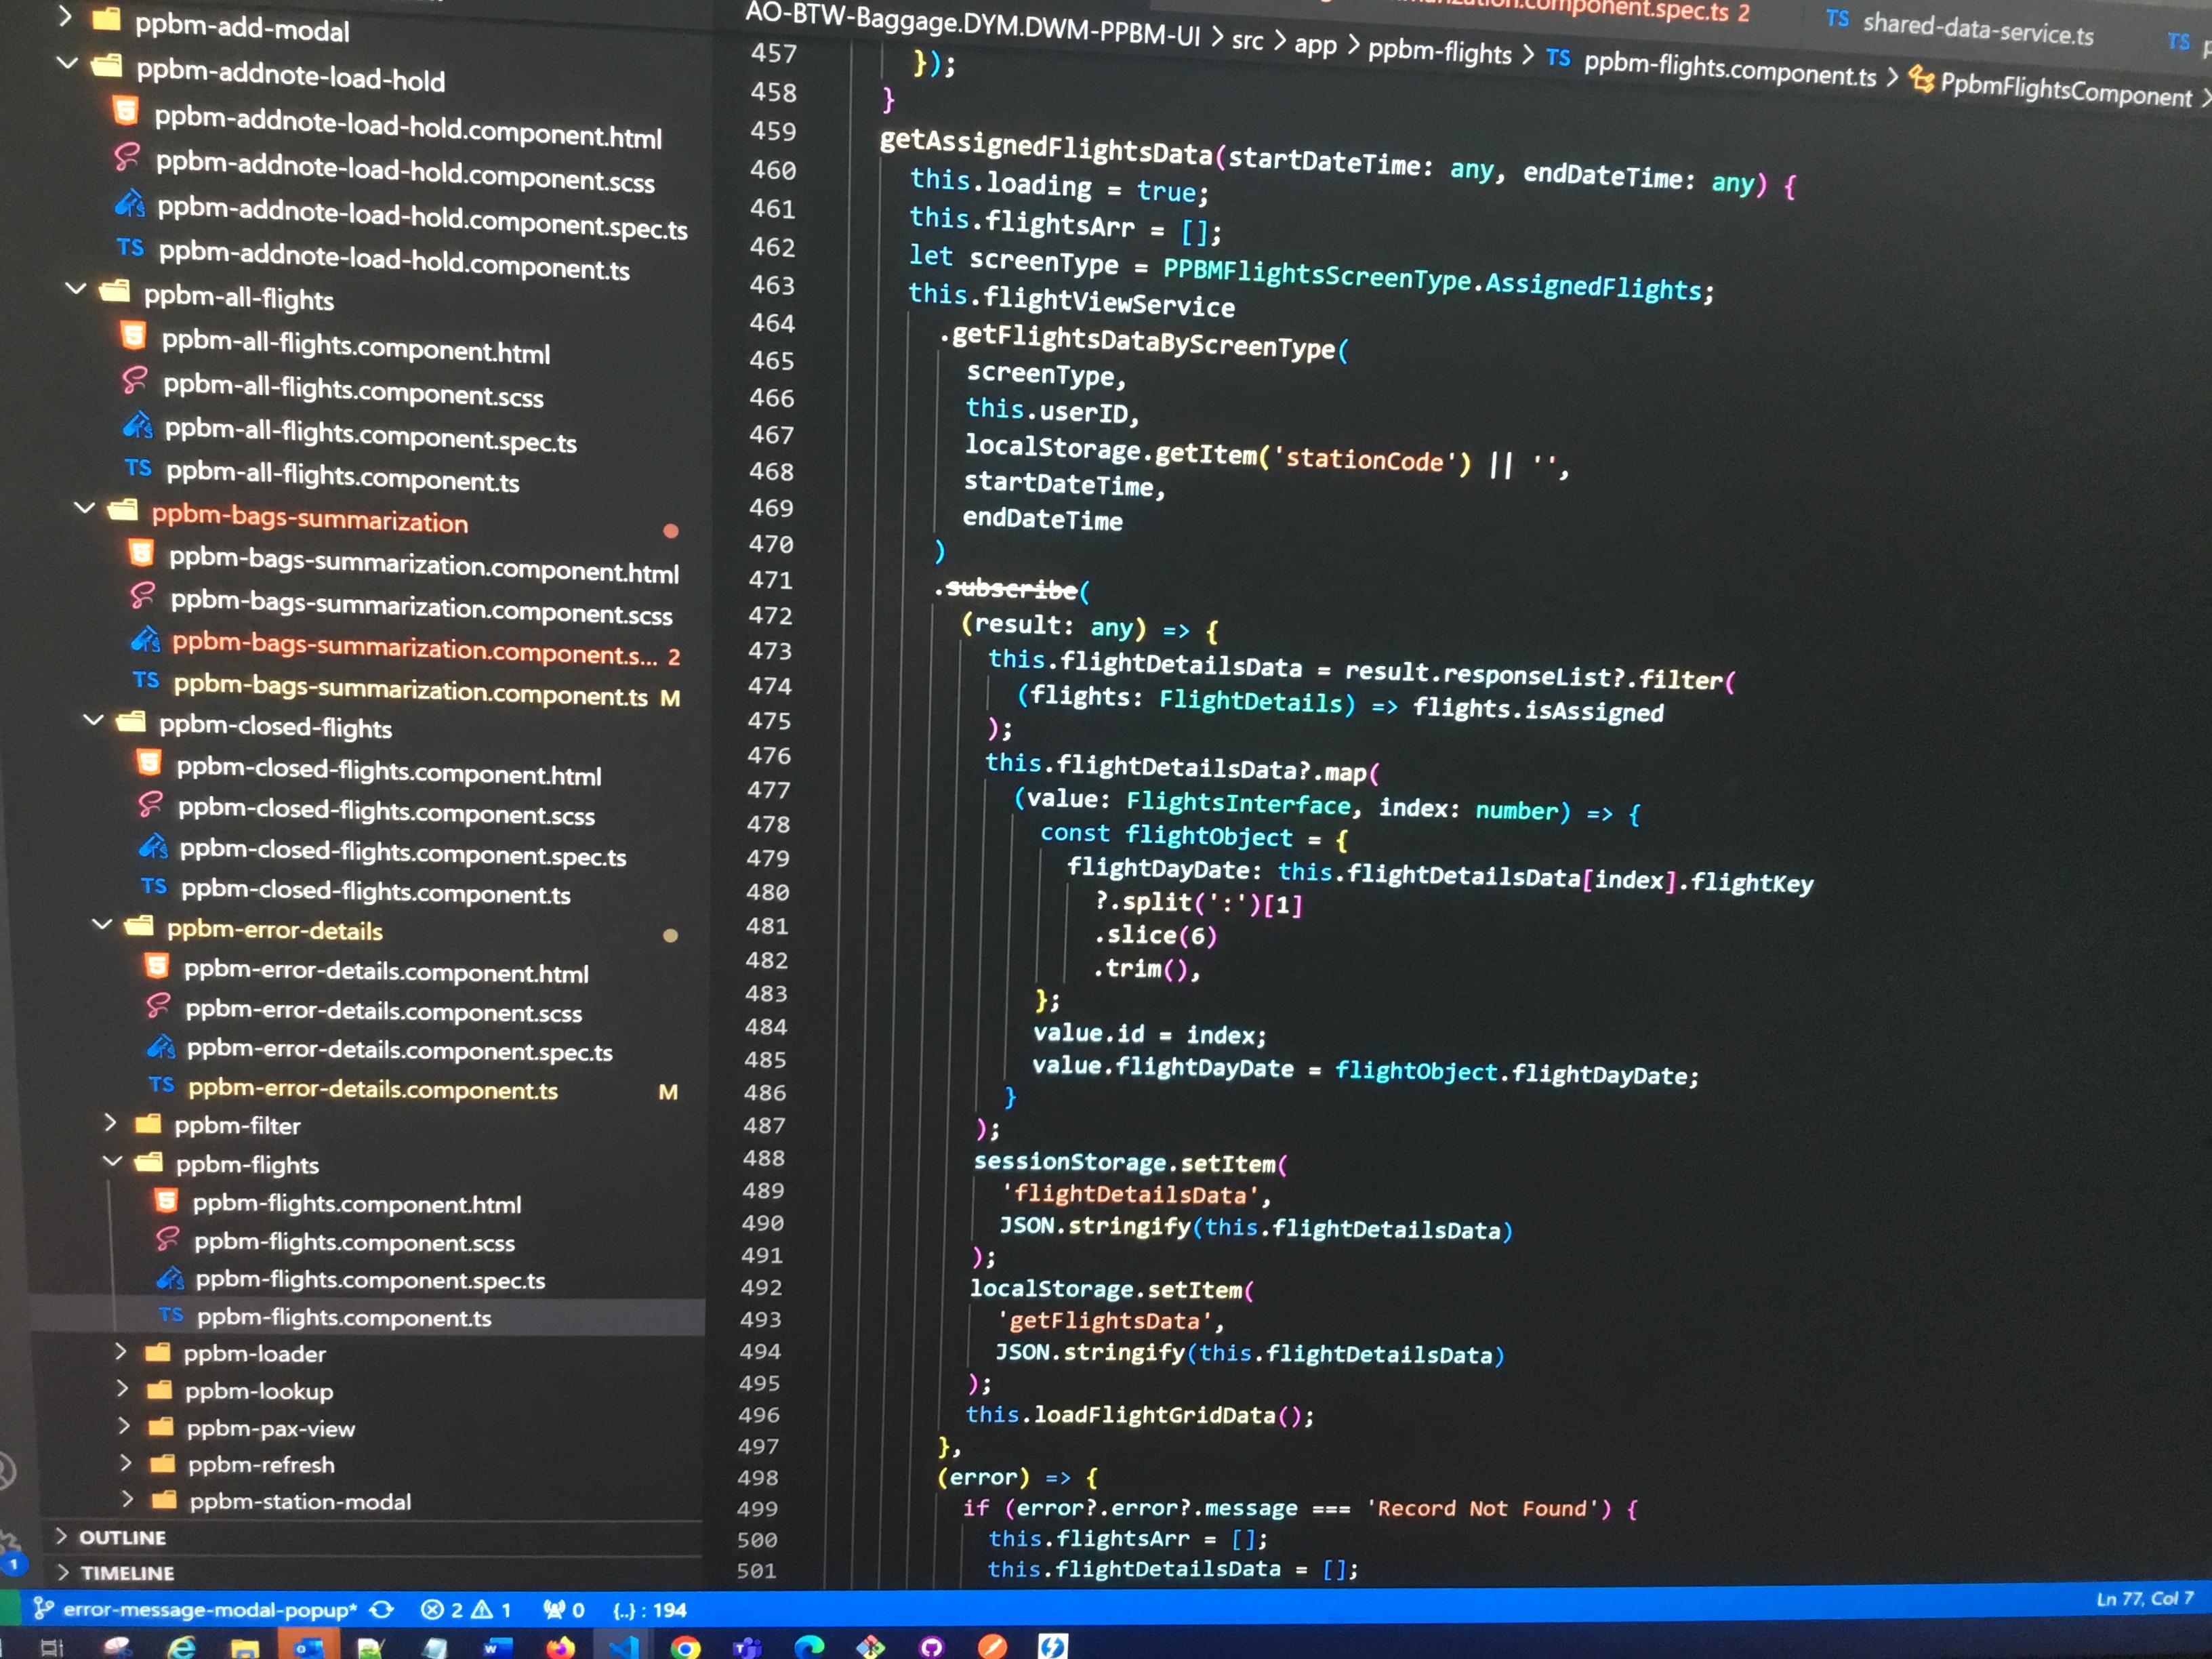 ppbm-add-modal
ppbm-addnote-load-hold
ppbm-addnote-load-hold.component.html
ppbm-addnote-load-hold.component.scss
ppbm-addnote-load-hold.component.spec.ts
TS ppbm-addnote-load-hold.component.ts
ppbm-all-flights
ppbm-all-flights.component.html
ppbm-all-flights.component.scss
ppbm-all-flights.component.spec.ts
TS ppbm-all-flights.component.ts
ppbm-bags-summarization
ppbm-bags-summarization.component.html
ppbm-bags-summarization.component.scss
ppbm-bags-summarization.component.s... 2
TS ppbm-bags-summarization.component.ts M
ppbm-closed-flights
ppbm-closed-flights.component.html
ppbm-closed-flights.component.scss
ppbm-closed-flights.component.spec.ts
TS ppbm-closed-flights.component.ts
ppbm-error-details
ppbm-error-details.component.html
ppbm-error-details.component.scss
ppbm-error-details.component.spec.ts
TS ppbm-error-details.component.ts M
ppbm-filter
ppbm-flights
ppbm-flights.component.html
ppbm-flights.component.scss
ppbm-flights.component.spec.ts
TS ppbm-flights.component.ts
ppbm-loader
ppbm-lookup
ppbm-pax-view
ppbm-refresh
ppbm-station-modal
OUTLINE
TIMELINE
.component.spec.ts 2 TS shared-data-service.ts TS
AO-BTW-Baggage.DYM.DWM-PPBM-UI > src > app > ppbm-flights > TS ppbm-flights.component.ts > PpbmFlightsComponent >
457 });
458 }
459 getAssignedFlightsData(startDateTime: any, endDateTime: any) {
460 this.loading = true;
461 this.flightsArr = [];
462 let screenType = PPBMFlightsScreenType.AssignedFlights;
463 this.flightViewService
464 .getFlightsDataByScreenType(
465 screenType,
466 this.userID,
467 localStorage.getItem('stationCode') || '',
468 startDateTime,
469 endDateTime
470 )
471 .subscribe(
472 (result: any) => {
473 this.flightDetailsData = result.responseList?.filter(
474 (flights: FlightDetails) => flights.isAssigned
475 );
476 this.flightDetailsData?.map(
477 (value: FlightsInterface, index: number) => {
478 const flightObject = {
479 flightDayDate: this.flightDetailsData[index].flightKey
480 ?.split(':')[1]
481 .slice(6)
482 .trim(),
483 };
484 value.id = index;
485 value.flightDayDate = flightObject.flightDayDate;
486 }
487 );
488 sessionStorage.setItem(
489 'flightDetailsData',
490 JSON.stringify(this.flightDetailsData)
491 );
492 localStorage.setItem(
493 'getFlightsData',
494 JSON.stringify(this.flightDetailsData)
495 );
496 this.loadFlightGridData();
497 },
498 (error) => {
499 if (error?.error?.message === 'Record Not Found') {
500 this.flightsArr = [];
501 this.flightDetailsData = [];
1
error-message-modal-popup* 2 1 0 {..} : 194 Ln 77, Col 7